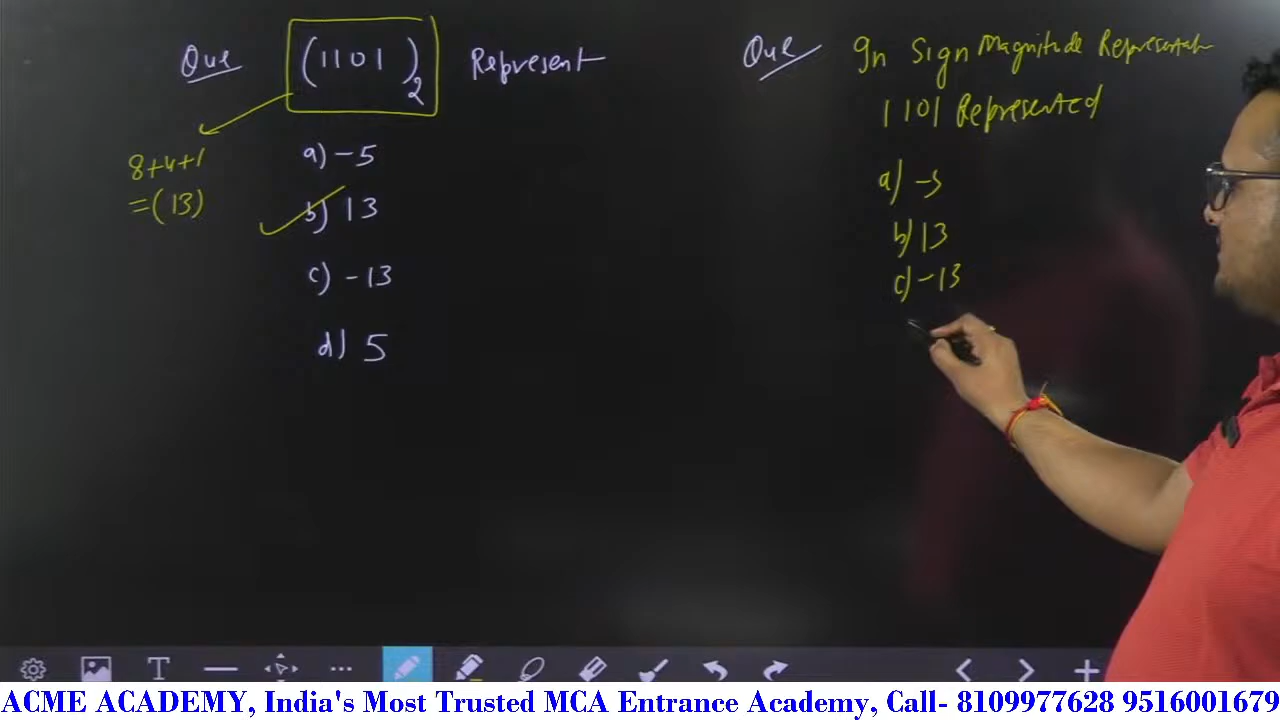 Que (1101)2 Represent
8+4+1
=(13)
a) -5
b) 13
c) -13
d) 5
Que In Sign Magnitude Representat
1101 Represented
a) -5
b) 13
c) -13
ACME ACADEMY, India's Most Trusted MCA Entrance Academy, Call- 8109977628 9516001679